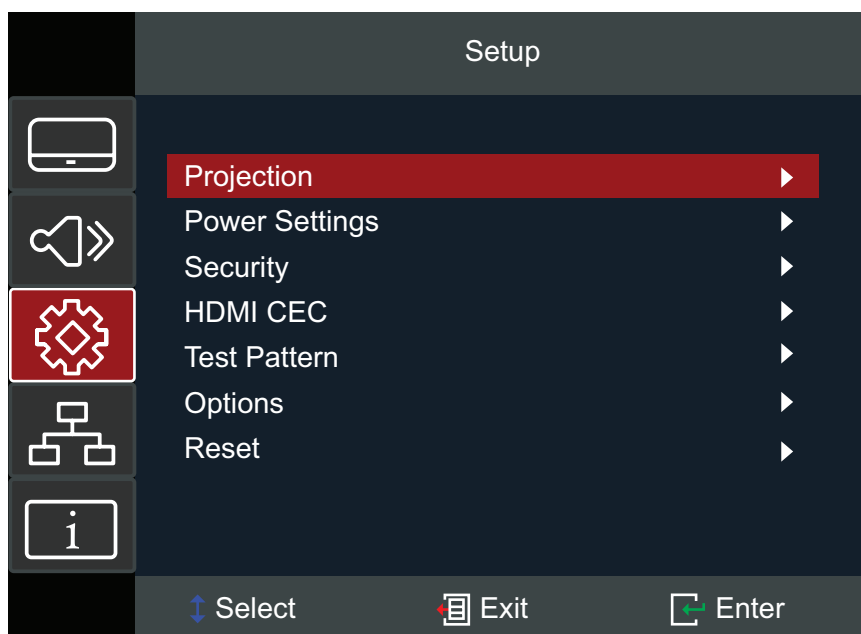 Setup
Projection
Power Settings
Security
HDMI CEC
Test Pattern
Options
Reset
i
Select Exit Enter